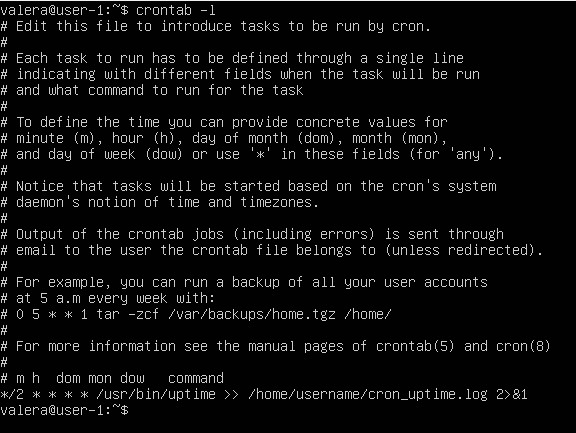 valera@user-1:~$ crontab -l
# Edit this file to introduce tasks to be run by cron.
#
# Each task to run has to be defined through a single line
# indicating with different fields when the task will be run
# and what command to run for the task
#
# To define the time you can provide concrete values for
# minute (m), hour (h), day of month (dom), month (mon),
# and day of week (dow) or use '*' in these fields (for 'any').
#
# Notice that tasks will be started based on the cron's system
# daemon's notion of time and timezones.
#
# Output of the crontab jobs (including errors) is sent through
# email to the user the crontab file belongs to (unless redirected).
#
# For example, you can run a backup of all your user accounts
# at 5 a.m every week with:
# 0 5 * * 1 tar -zcf /var/backups/home.tgz /home/
#
# For more information see the manual pages of crontab(5) and cron(8)
#
# m h  dom mon dow   command
*/2 * * * * /usr/bin/uptime >> /home/username/cron_uptime.log 2>&1
valera@user-1:~$